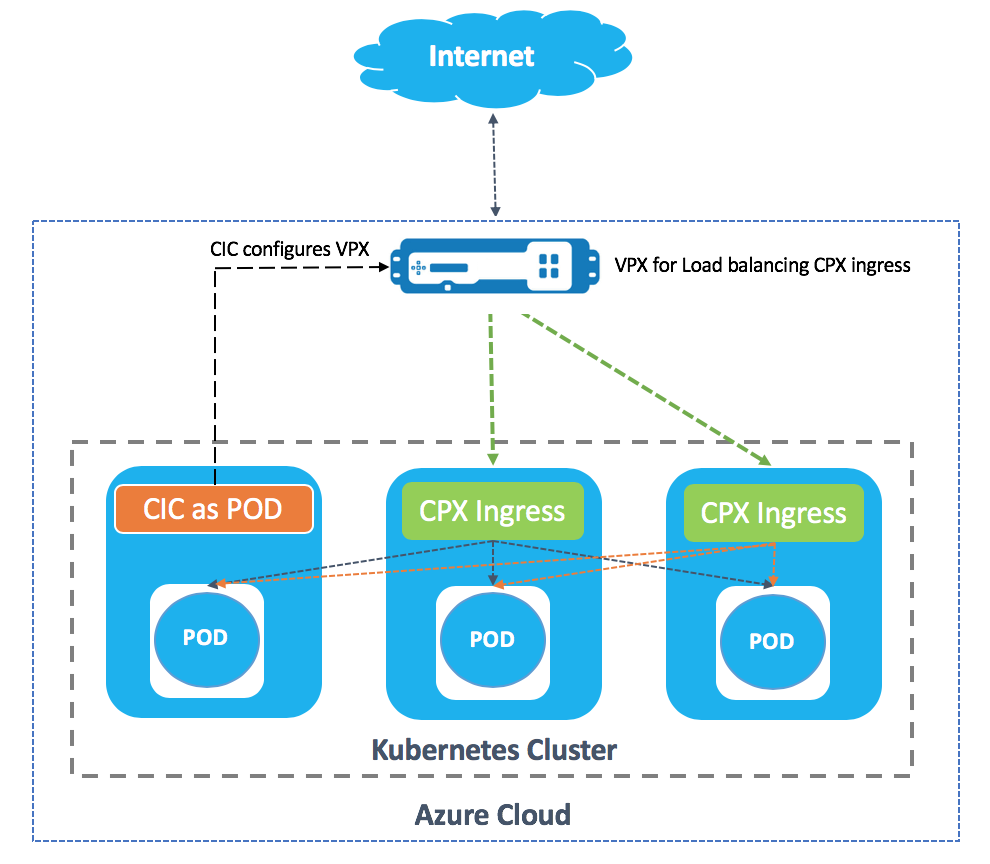 Internet
CIC configures VPX
VPX for Load balancing CPX ingress
CIC as POD
CPX Ingress
CPX Ingress
POD
POD
POD
Kubernetes Cluster
Azure Cloud